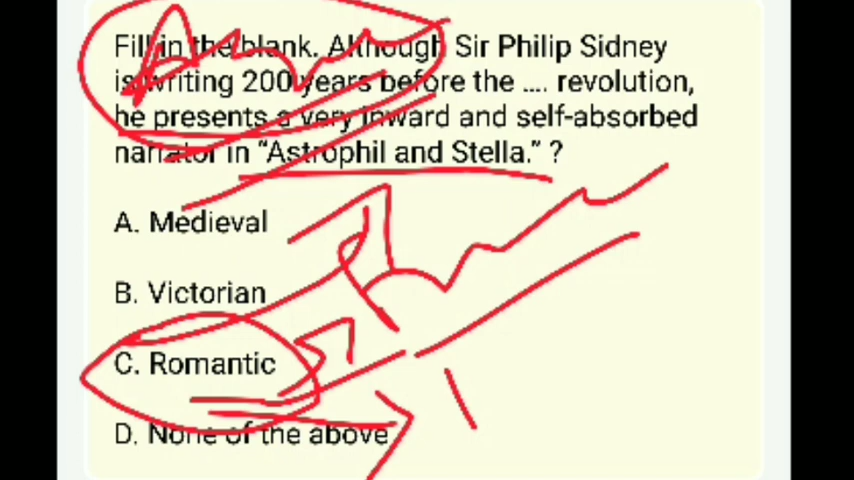 Fill in the blank. Although Sir Philip Sidney
is writing 200 years before the .... revolution,
he presents a very inward and self-absorbed
narrator in “Astrophil and Stella.” ?
A. Medieval
B. Victorian
C. Romantic
D. None of the above